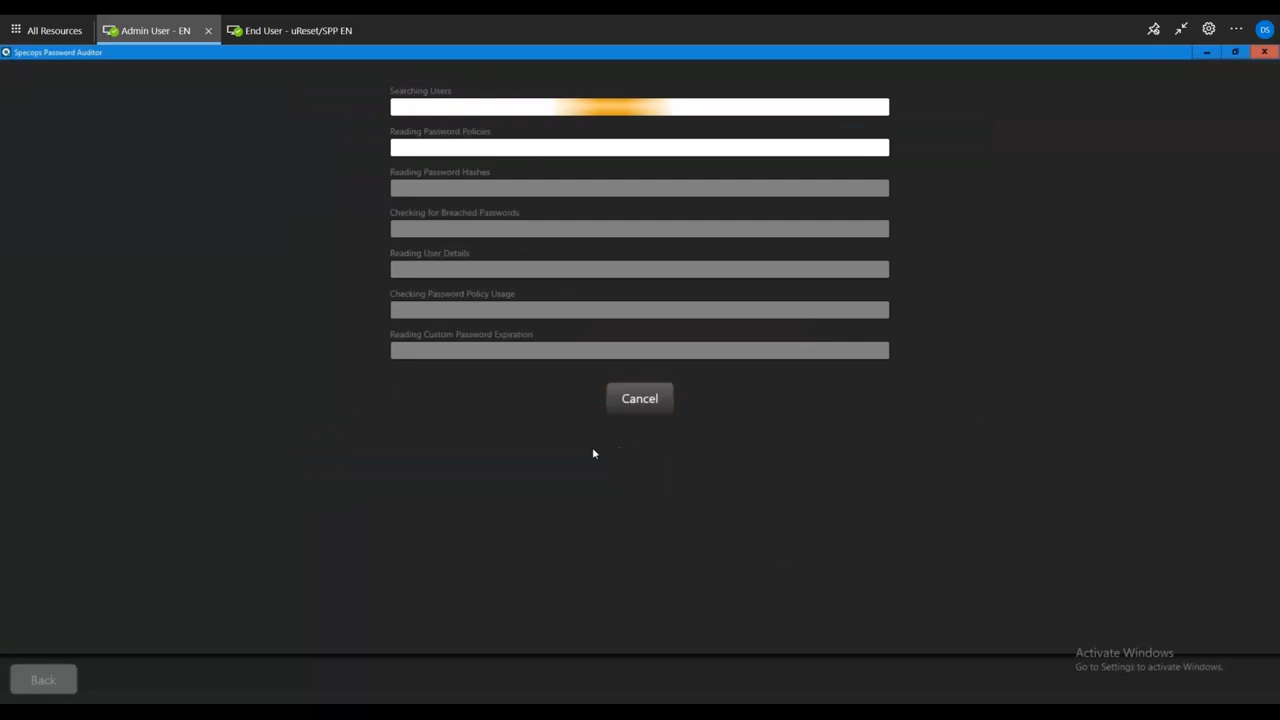 All Resources
Admin User - EN
End User - uReset/SPP EN
DS
Specops Password Auditor
Searching Users
Reading Password Policies
Reading Password Hashes
Checking for Breached Passwords
Reading User Details
Checking Password Policy Usage
Reading Custom Password Expiration
Cancel
Activate Windows
Go to Settings to activate Windows.
Back